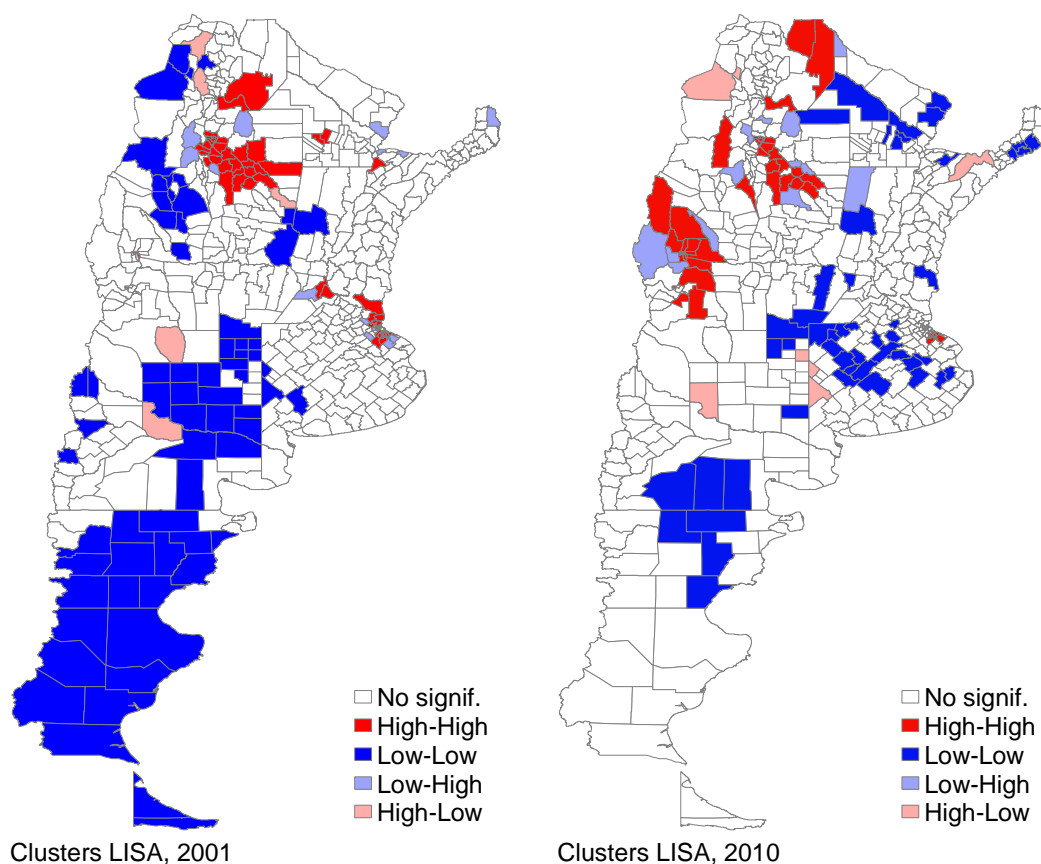 No signif.
High-High
Low-Low
Low-High
High-Low
Clusters LISA, 2001
No signif.
High-High
Low-Low
Low-High
High-Low
Clusters LISA, 2010